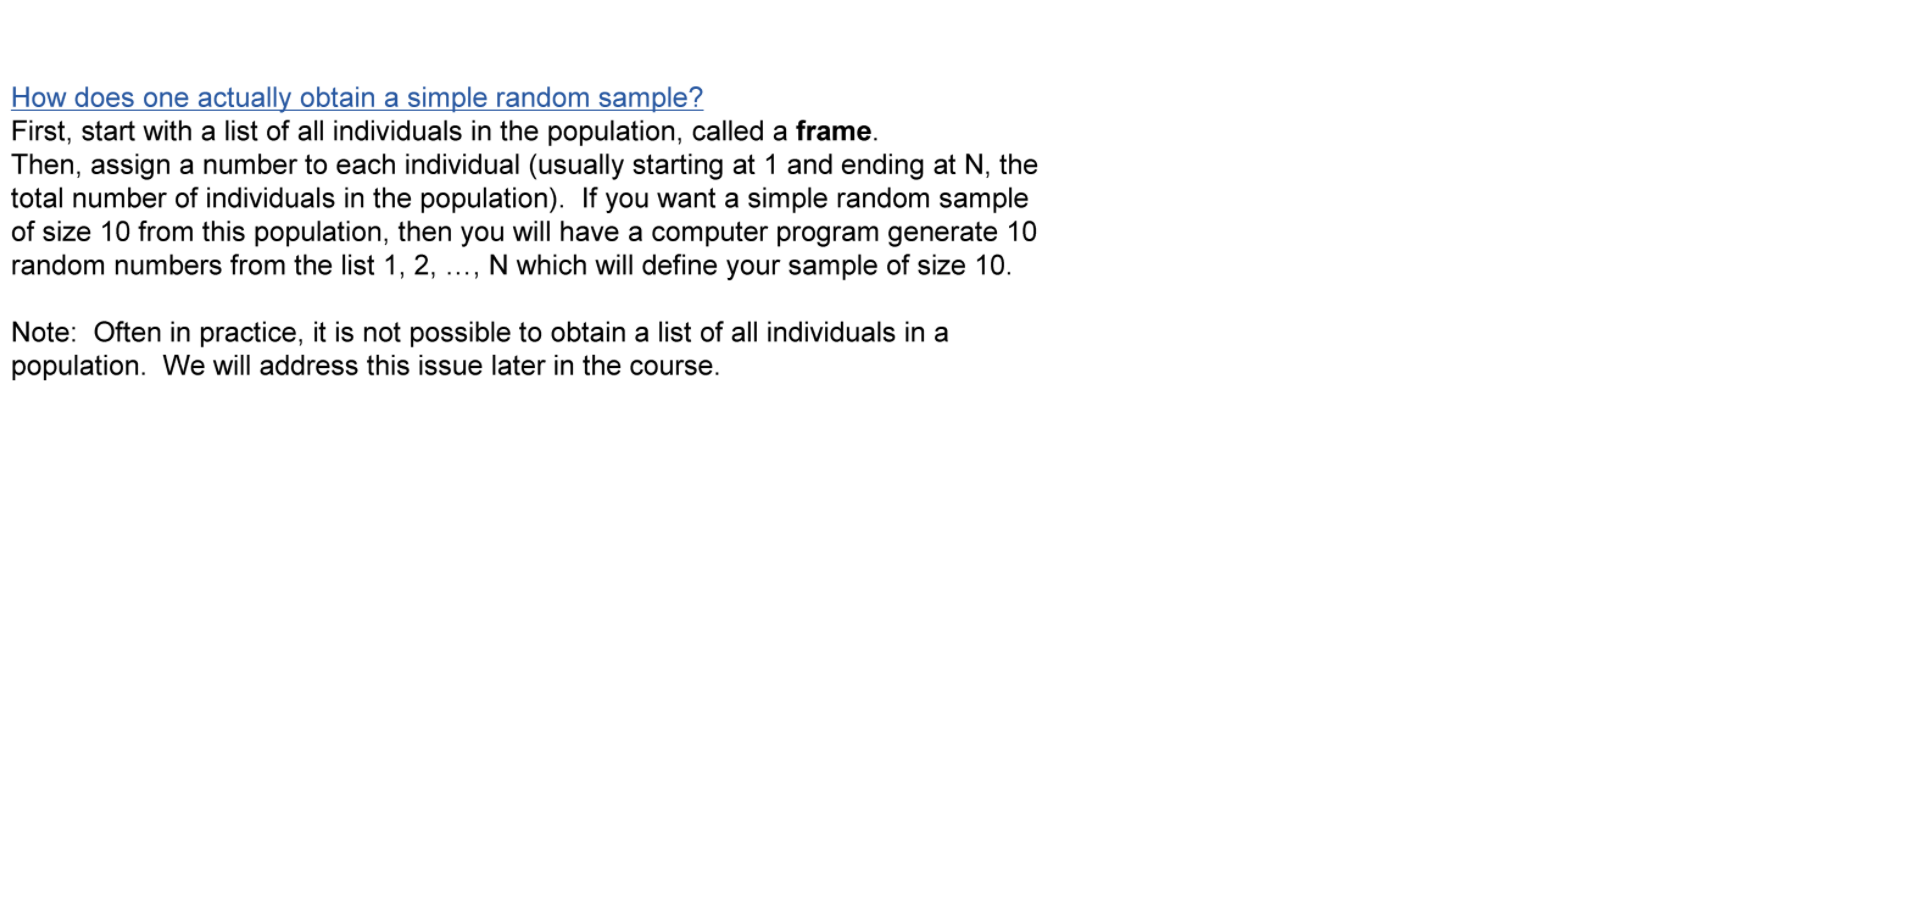 How does one actually obtain a simple random sample?
First, start with a list of all individuals in the population, called a frame.
Then, assign a number to each individual (usually starting at 1 and ending at N, the
total number of individuals in the population).  If you want a simple random sample
of size 10 from this population, then you will have a computer program generate 10
random numbers from the list 1, 2, …, N which will define your sample of size 10.
Note:  Often in practice, it is not possible to obtain a list of all individuals in a
population.  We will address this issue later in the course.